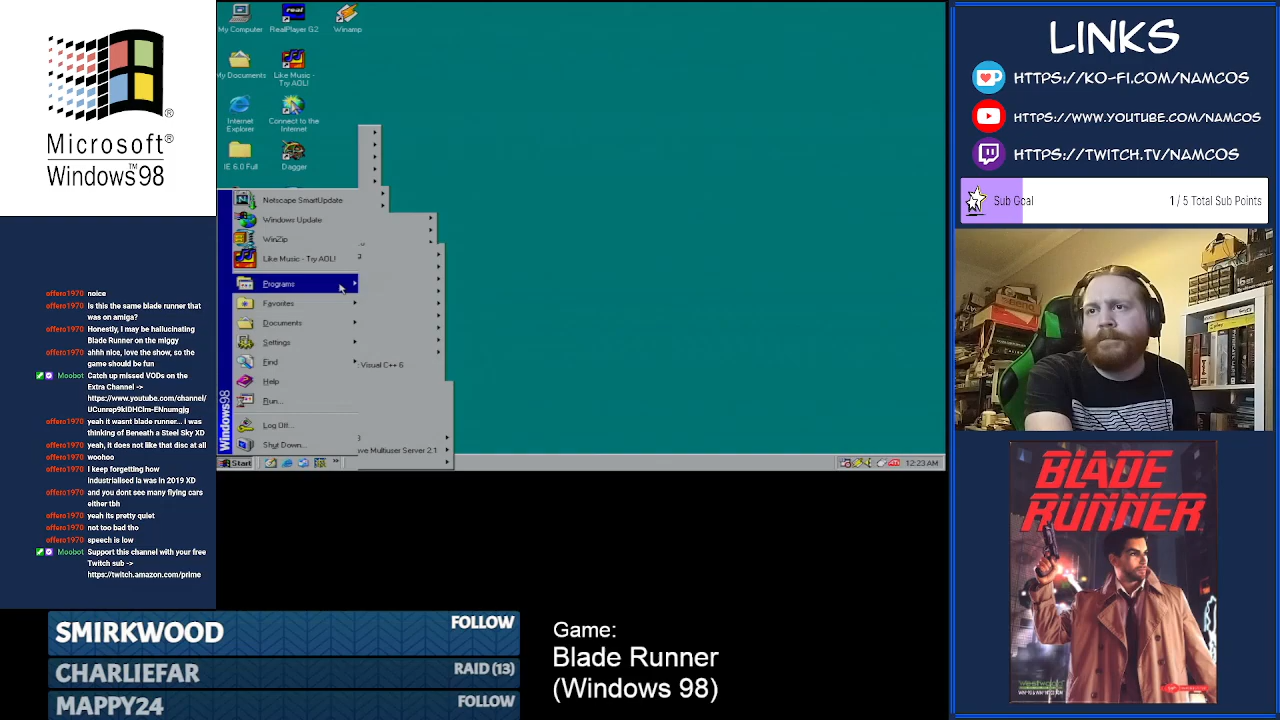 Microsoft®
Windows™98
offero1970 noice
offero1970 Is this the same blade runner that
was on amiga?
offero1970 Honestly, I may be hallucinating
Blade Runner on the miggy
offero1970 ahhh nice, love the show, so the
game should be fun
Moobot Catch up missed VODs on the
Extra Channel ->
https://www.youtube.com/channel/
offero1970 yeah it wasnt blade runner... I was
thinking of Beneath a Steel Sky XD
offero1970 yeah, it does not like that disc at all
offero1970 woohoo
offero1970 I keep forgetting how
industrialised la was in 2019 XD
offero1970 and you dont see many flying cars
either tbh
offero1970 yeah its pretty quiet
offero1970 not too bad tho
offero1970 speech is low
Moobot Support this channel with your free
Twitch sub ->
https://twitch.amazon.com/prime
My Computer
RealPlayer G2
Winamp
My Documents
Like Music -
Try AOL!
Internet
Explorer
Connect to the
Internet
IE 6.0 Full
Dagger
Netscape SmartUpdate
Windows Update
WinZip
Like Music - Try AOL!
Programs
Favorites
Documents
Settings
Find
Help
Run...
Log Off...
Shut Down...
Windows98
Visual C++ 6
ve Multiuser Server 2.1
Start
12:23 AM
LINKS
HTTPS://KO-FI.COM/NAMCOS
HTTPS://WWW.YOUTUBE.COM/NAMCOS
HTTPS://TWITCH.TV/NAMCOS
Sub Goal
1 / 5 Total Sub Points
BLADE
RUNNER
Westwood
SMIRKWOOD FOLLOW
CHARLIEFAR RAID (13)
MAPPY24 FOLLOW
Game:
Blade Runner
(Windows 98)